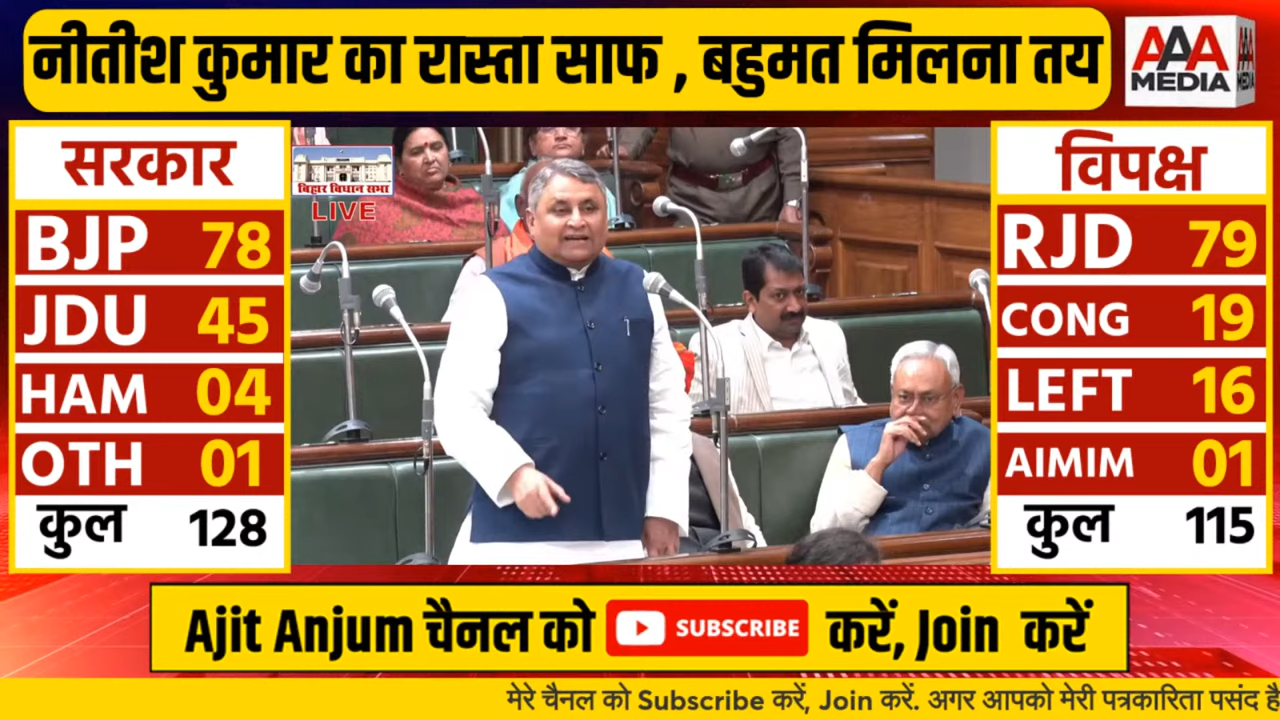 नीतीश कुमार का रास्ता साफ , बहुमत मिलना तय
AAA
MEDIA
सरकार
BJP 78
JDU 45
HAM 04
OTH 01
कुल 128
बिहार विधान सभा
LIVE
विपक्ष
RJD 79
CONG 19
LEFT 16
AIMIM 01
कुल 115
Ajit Anjum चैनल को SUBSCRIBE करें, Join करें
मेरे चैनल को Subscribe करें, Join करें. अगर आपको मेरी पत्रकारिता पसंद है